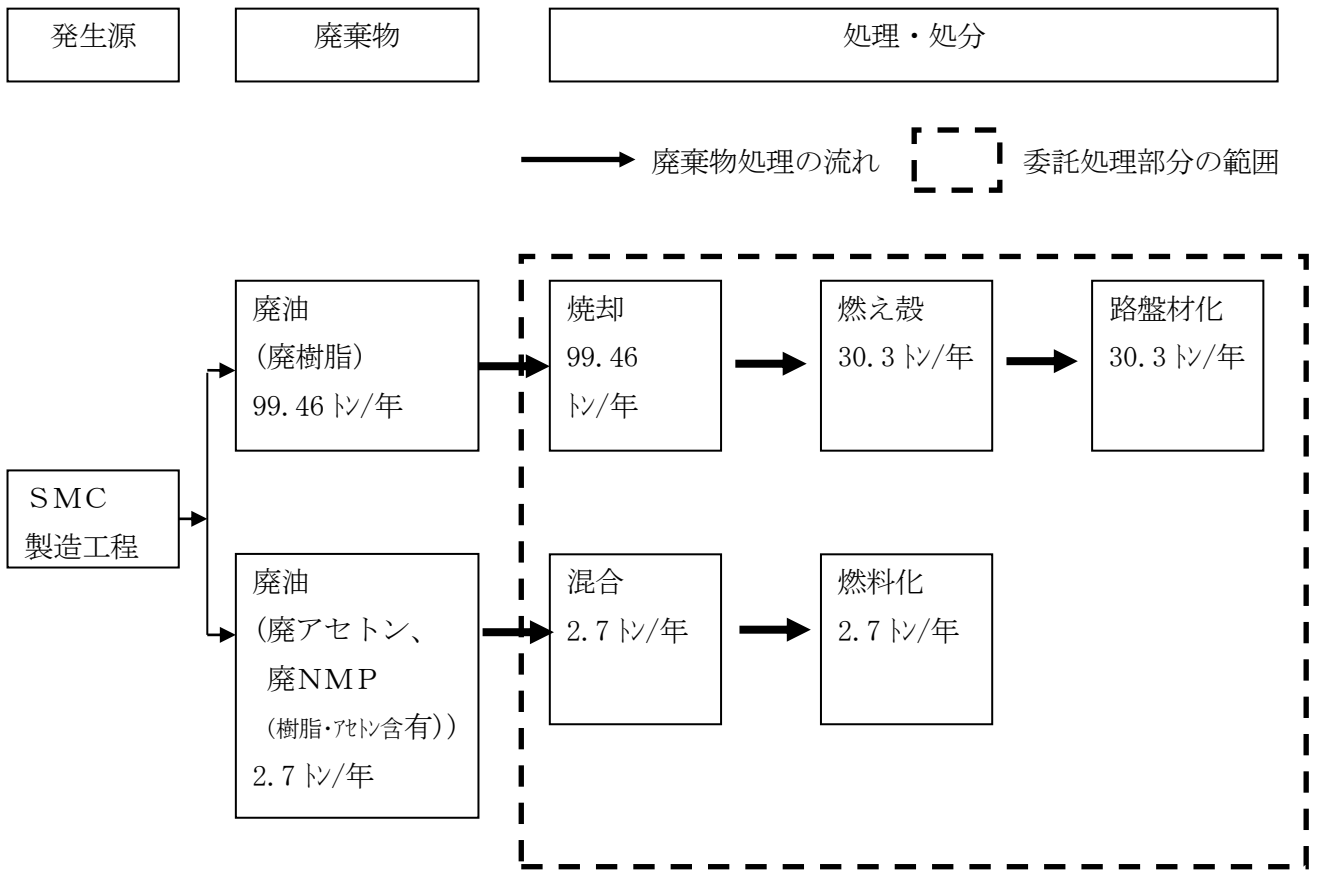 発生源
廃棄物
処理・処分
廃棄物処理の流れ
委託処理部分の範囲
廃油
(廃樹脂)
99.46 ㌧/年
焼却
99.46
㌧/年
燃え殻
30.3 ㌧/年
路盤材化
30.3 ㌧/年
ＳＭＣ
製造工程
廃油
(廃アセトン、
廃ＮＭＰ
(樹脂・ｱｾﾄﾝ含有))
2.7 ㌧/年
混合
2.7 ㌧/年
燃料化
2.7 ㌧/年